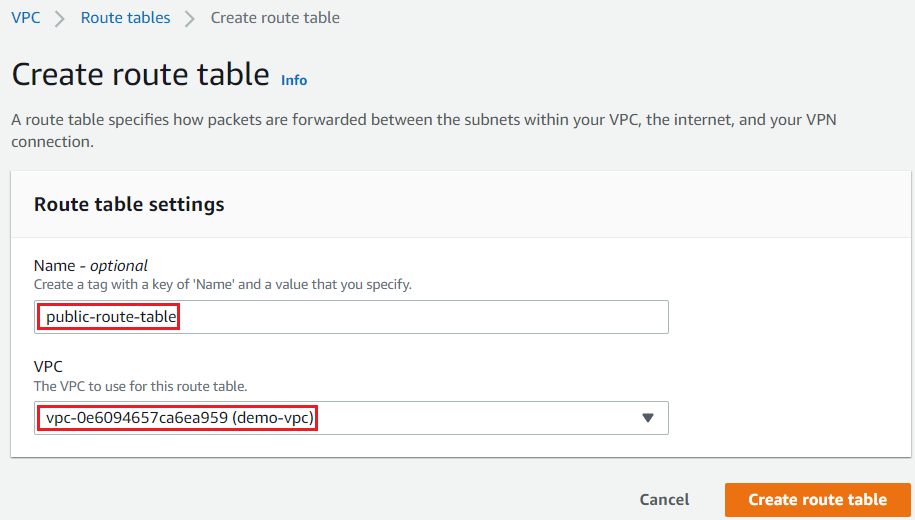 VPC > Route tables > Create route table
Create route table Info
A route table specifies how packets are forwarded between the subnets within your VPC, the internet, and your VPN
connection.
Route table settings
Name - optional
Create a tag with a key of 'Name' and a value that you specify.
public-route-table
VPC
The VPC to use for this route table.
vpc-0e6094657ca6ea959 (demo-vpc)
Cancel Create route table